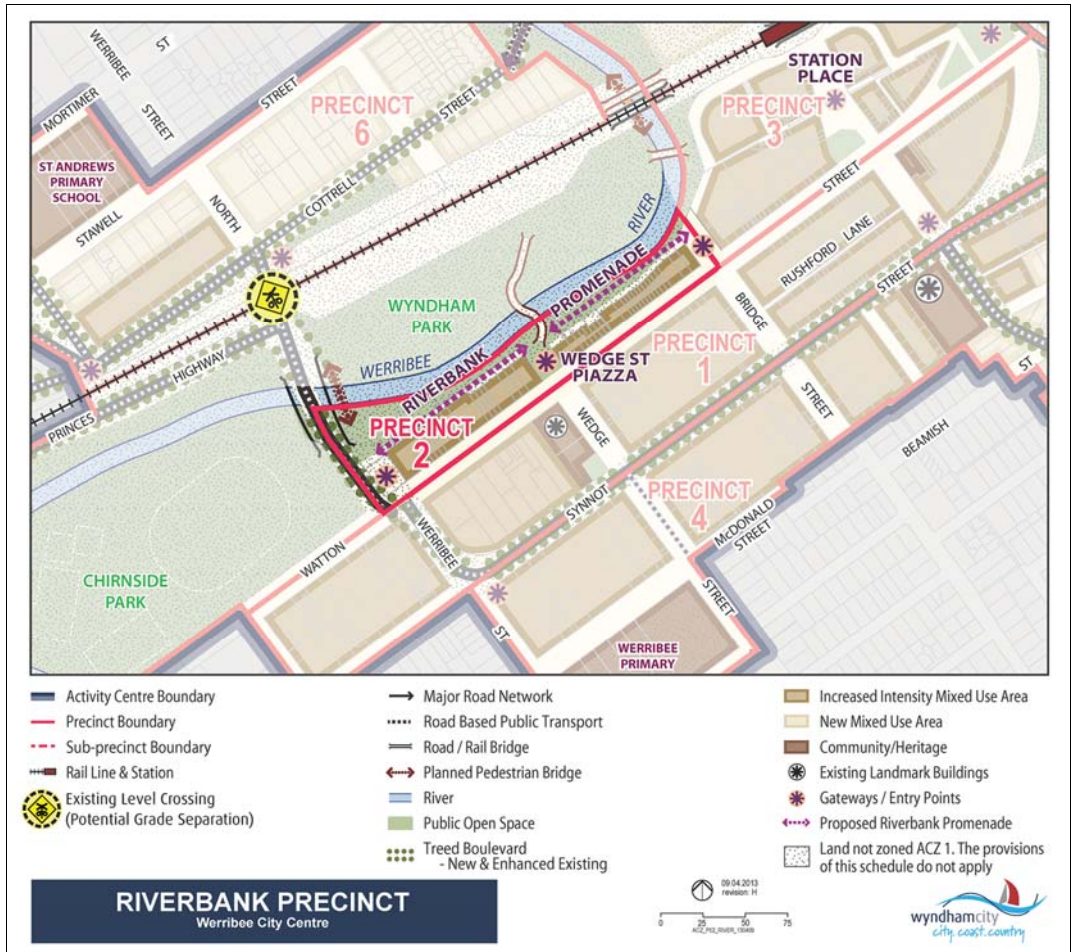 WERRIBEE
STREET
ST
MORTIMER
STREET
PRECINCT
6
STREET
STATION
PLACE
PRECINCT
3
ST ANDREWS
PRIMARY
SCHOOL
STAWELL
NORTH
COTTRELL
RIVER
STREET
RUSHFORD LANE
STREET
WYNDHAM
PARK
PROMENADE
BRIDGE
WERRIBEE
RIVERBANK
WEDGE ST
PIAZZA
PRECINCT
1
HIGHWAY
PRINCES
PRECINCT
2
WEDGE
STREET
ST
BEAMISH
SYNNOT
PRECINCT
4
McDONALD
STREET
WERRIBEE
WATTON
CHIRNSIDE
PARK
STREET
ST
WERRIBEE
PRIMARY
Activity Centre Boundary
Precinct Boundary
Sub-precinct Boundary
Rail Line & Station
Existing Level Crossing
(Potential Grade Separation)
Major Road Network
Road Based Public Transport
Road / Rail Bridge
Planned Pedestrian Bridge
River
Public Open Space
Treed Boulevard
- New & Enhanced Existing
Increased Intensity Mixed Use Area
New Mixed Use Area
Community/Heritage
Existing Landmark Buildings
Gateways / Entry Points
Proposed Riverbank Promenade
Land not zoned ACZ 1. The provisions
of this schedule do not apply
RIVERBANK PRECINCT
Werribee City Centre
09.04.2013
revision: H
0 25 50 75
ACZ_P02_RIVER_130409
wyndhamcity
city. coast. country